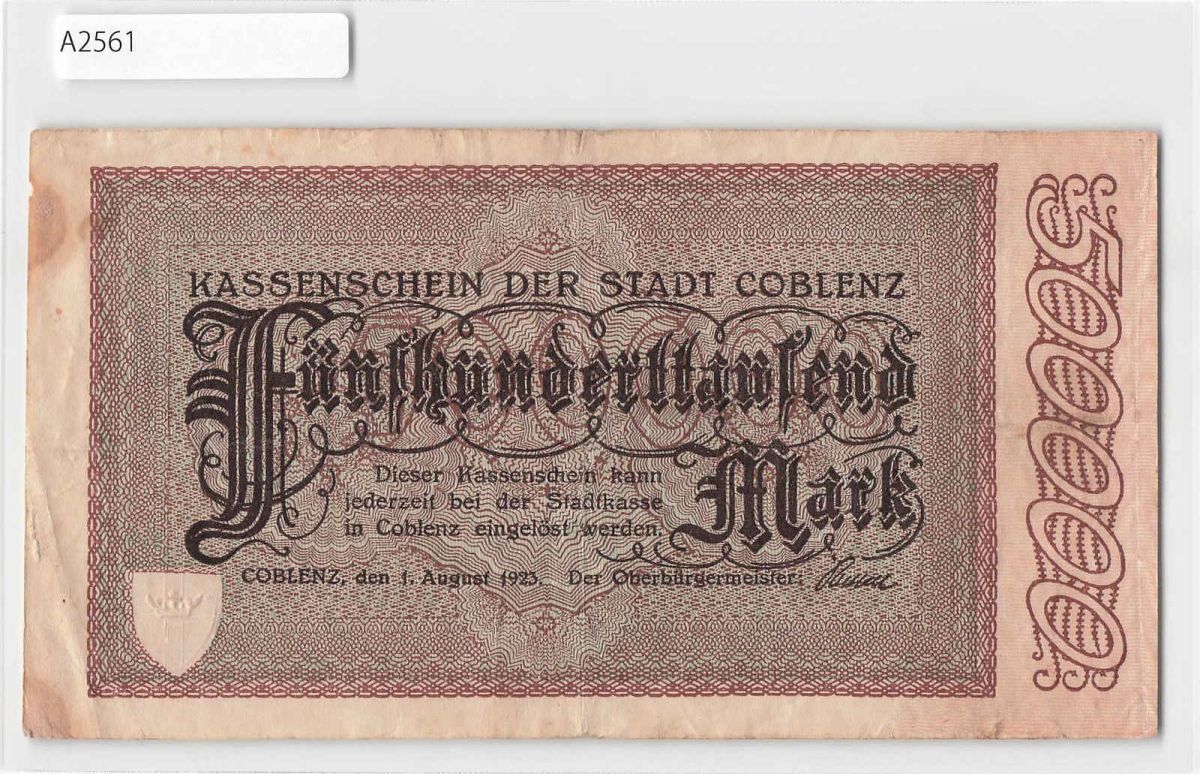 A2561
KASSENSCHEIN DER STADT COBLENZ
Fünfhunderttausend
Mark
Dieser Kassenschein kann
jederzeit bei der Stadtkasse
in Coblenz eingelöst werden.
COBLENZ, den 1. August 1923. Der Oberbürgermeister:
500000